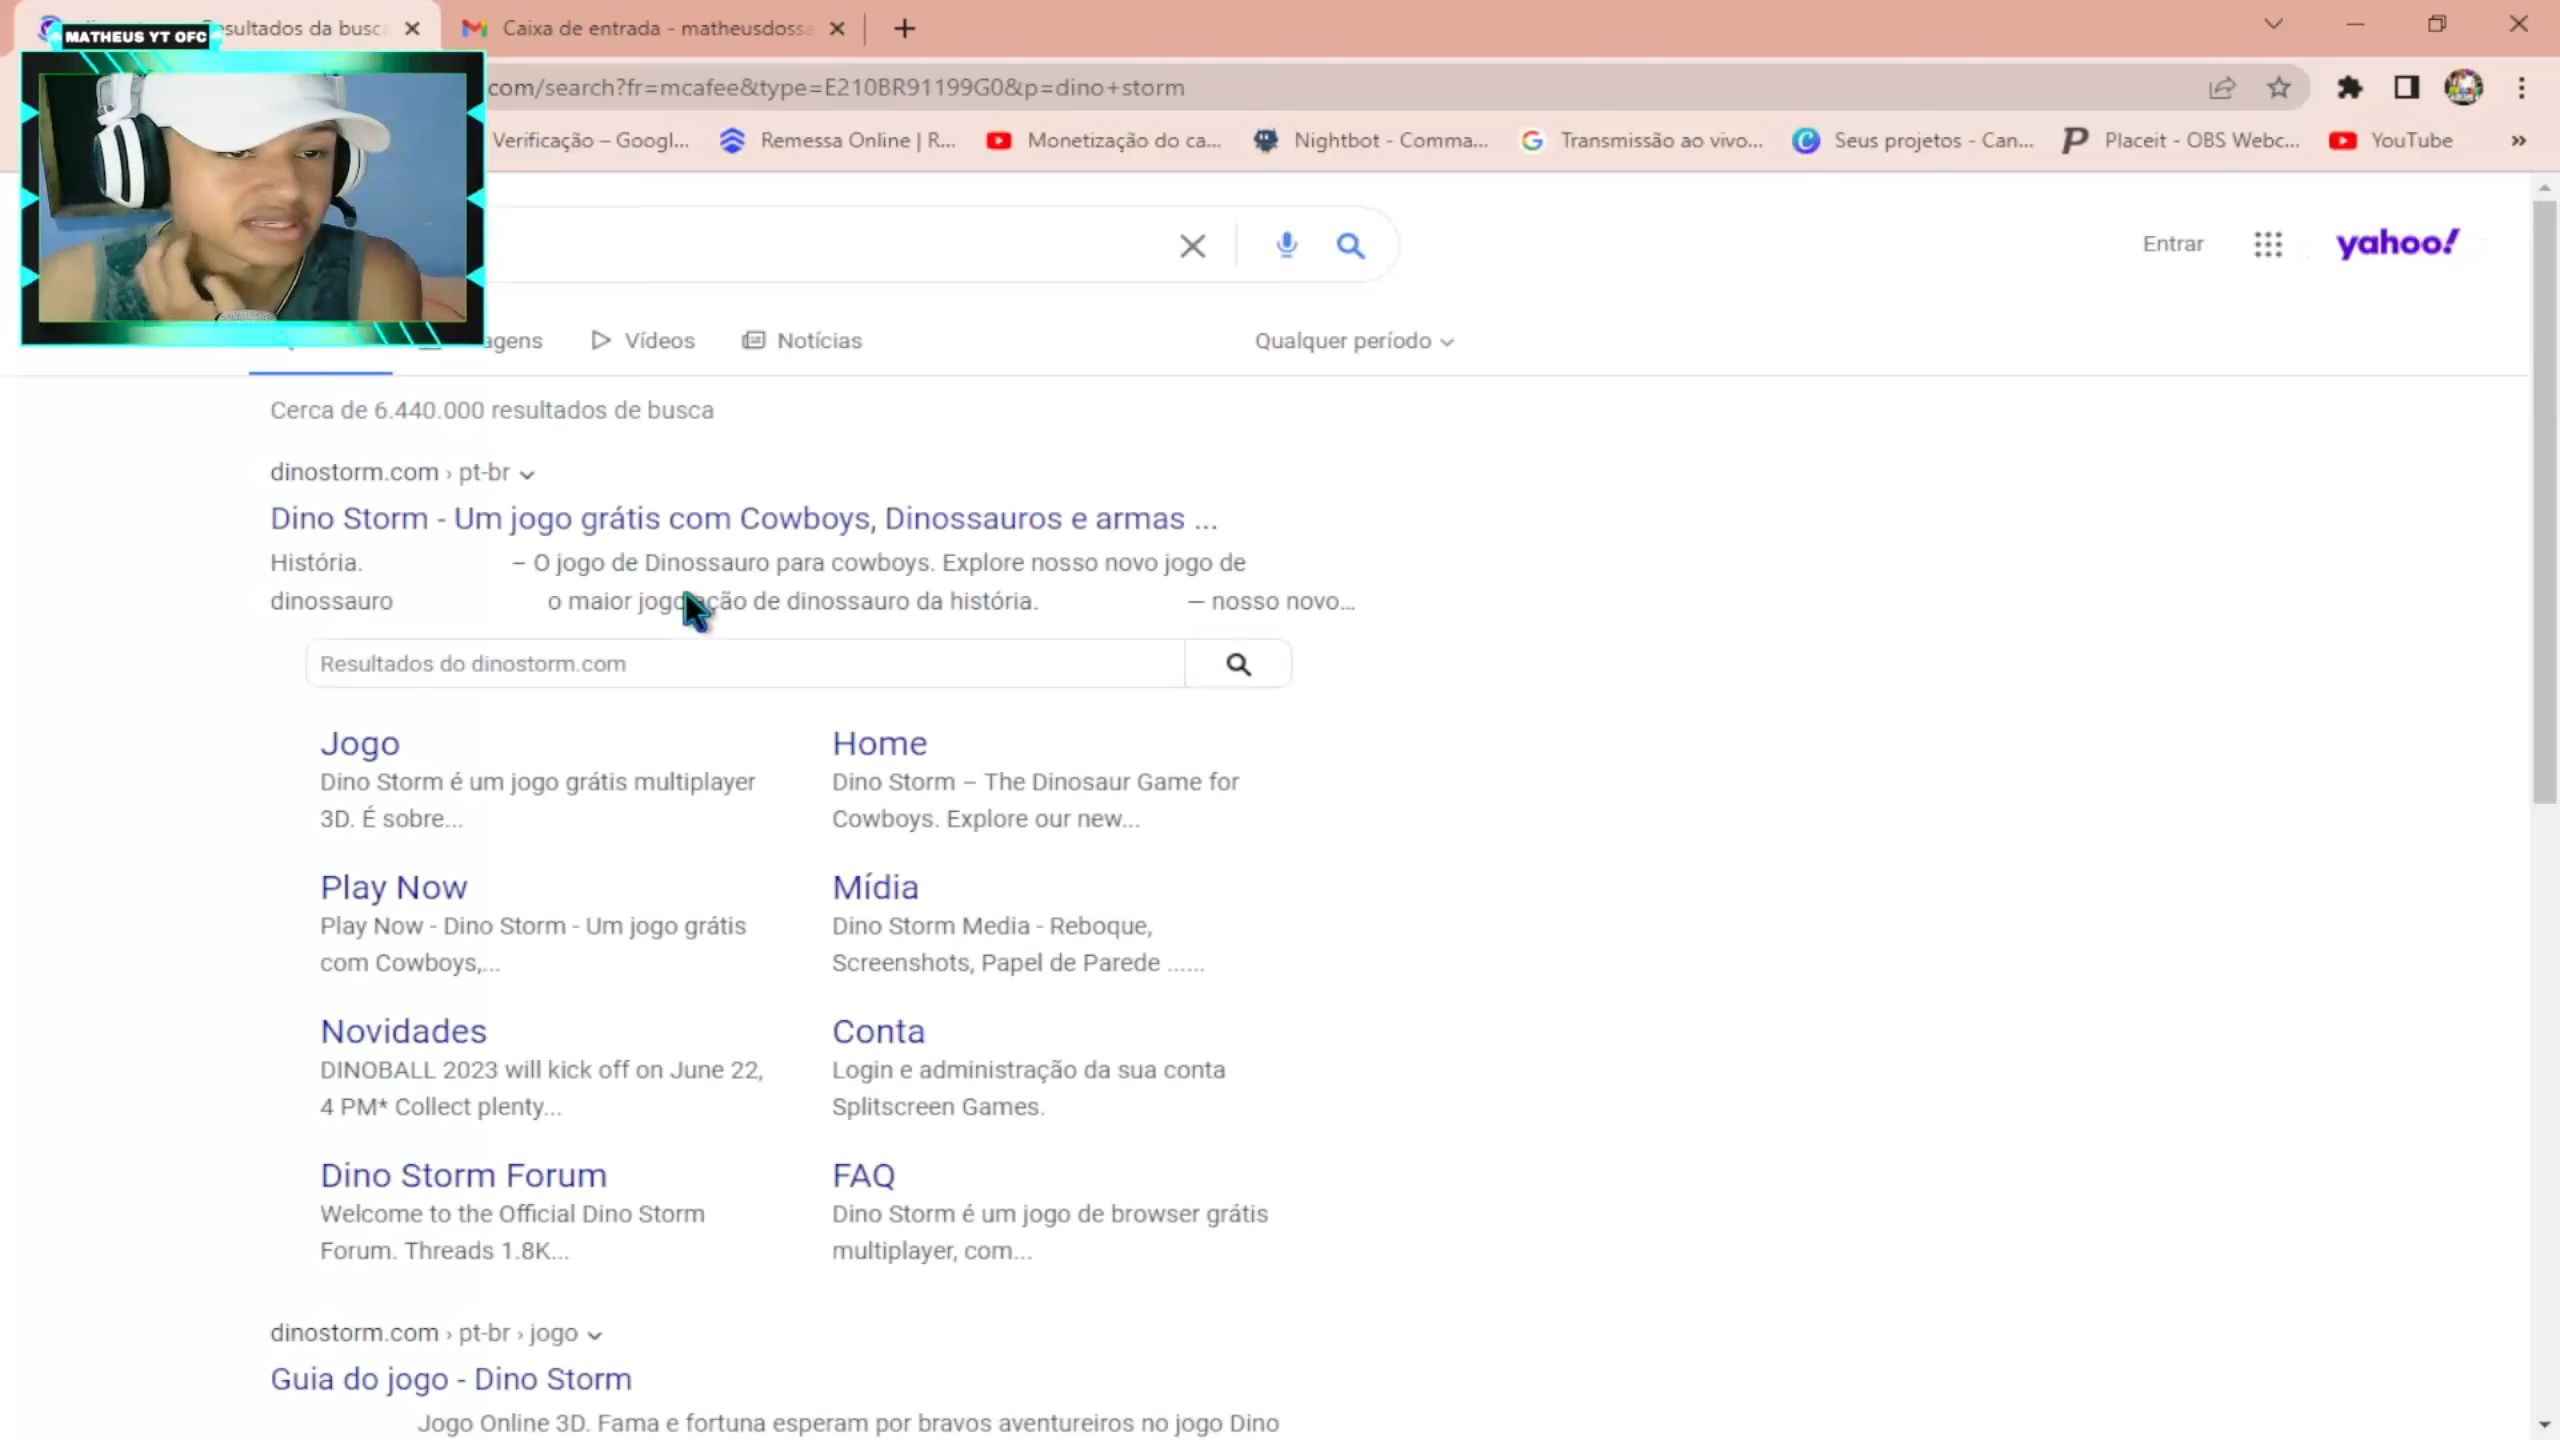 MATHEUS YT OFC
sultados da busc
Caixa de entrada - matheusdoss
com/search?fr=mcafee&type=E210BR91199G0&p=dino+storm
Verificação – Googl...
Remessa Online | R...
Monetização do ca...
Nightbot - Comma...
Transmissão ao vivo...
Seus projetos - Can...
Placeit - OBS Webc...
YouTube
»
Entrar
yahoo!
agens
Vídeos
Notícias
Qualquer período
Cerca de 6.440.000 resultados de busca
dinostorm.com › pt-br
Dino Storm - Um jogo grátis com Cowboys, Dinossauros e armas ...
História. – O jogo de Dinossauro para cowboys. Explore nosso novo jogo de
dinossauro o maior jogo ação de dinossauro da história. — nosso novo...
Resultados do dinostorm.com
Jogo
Dino Storm é um jogo grátis multiplayer
3D. É sobre...
Home
Dino Storm – The Dinosaur Game for
Cowboys. Explore our new...
Play Now
Play Now - Dino Storm - Um jogo grátis
com Cowboys,...
Mídia
Dino Storm Media - Reboque,
Screenshots, Papel de Parede ......
Novidades
DINOBALL 2023 will kick off on June 22,
4 PM* Collect plenty...
Conta
Login e administração da sua conta
Splitscreen Games.
Dino Storm Forum
Welcome to the Official Dino Storm
Forum. Threads 1.8K...
FAQ
Dino Storm é um jogo de browser grátis
multiplayer, com...
dinostorm.com › pt-br › jogo
Guia do jogo - Dino Storm
Jogo Online 3D. Fama e fortuna esperam por bravos aventureiros no jogo Dino